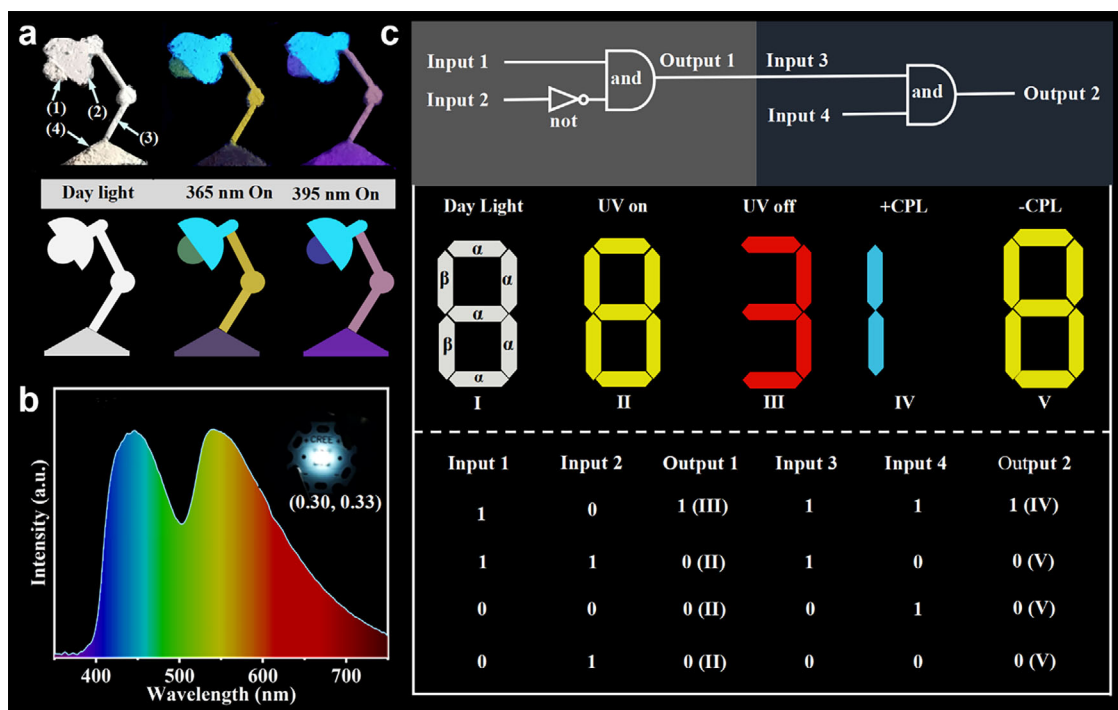 a
(1)
(2)
(4)
(3)
Day light 365 nm On 395 nm On
b
CREE
(0.30, 0.33)
Intensity (a.u.)
400 500 600 700
Wavelength (nm)
c
Input 1 Output 1 Input 3
and
and
Input 2 Output 2
not
Input 4
Day Light UV on UV off +CPL -CPL
α
β α
α
β α
α
I II III IV V
Input 1 Input 2 Output 1 Input 3 Input 4 Output 2
1 0 1 (III) 1 1 1 (IV)
1 1 0 (II) 1 0 0 (V)
0 0 0 (II) 0 1 0 (V)
0 1 0 (II) 0 0 0 (V)